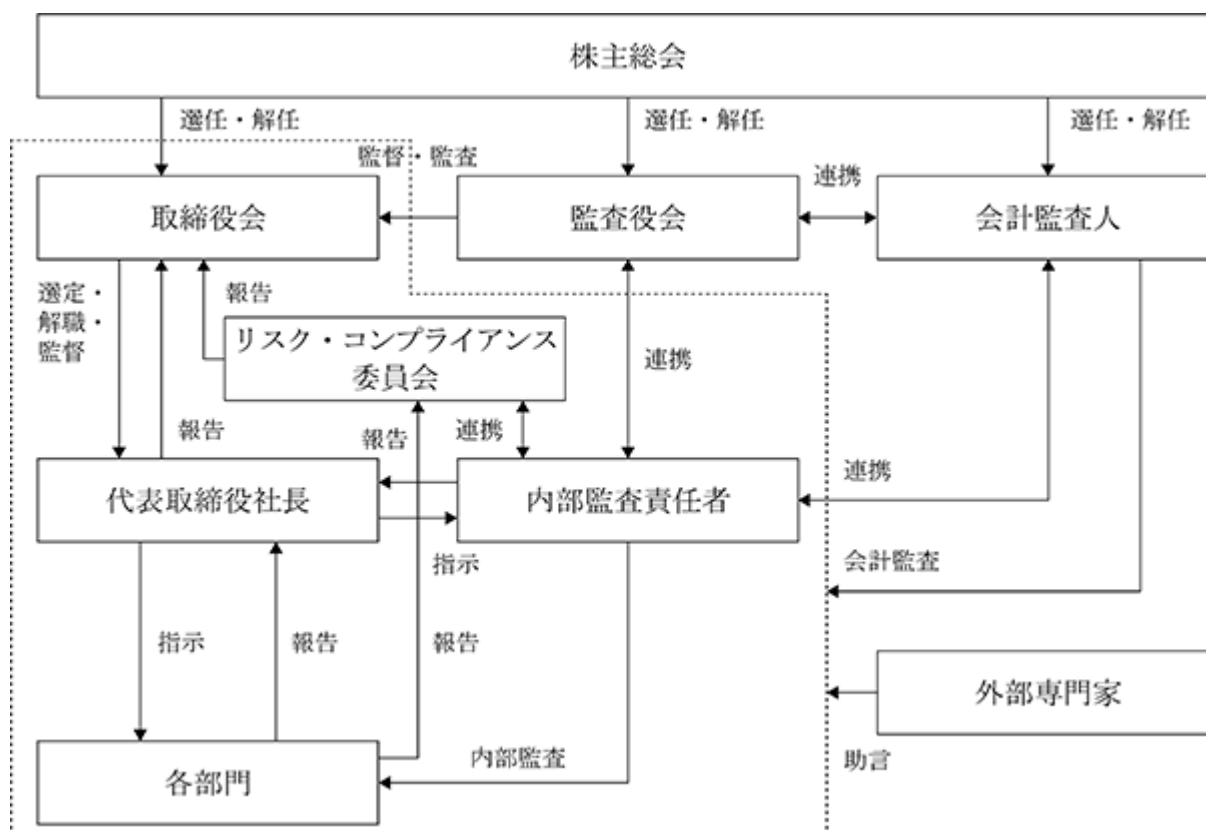 株主総会
選任・解任
選任・解任
選任・解任
監督・監査
連携
取締役会
監査役会
会計監査人
選定・
解職・
監督
報告
リスク・コンプライアンス
委員会
連携
報告
報告
連携
代表取締役社長
内部監査責任者
連携
指示
会計監査
指示
報告
報告
外部専門家
各部門
内部監査
助言